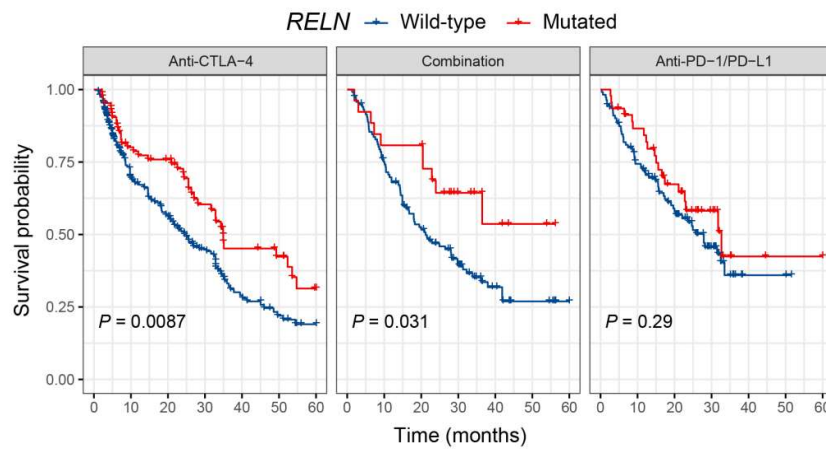 RELN Wild-type Mutated
Anti-CTLA-4 Combination Anti-PD-1/PD-L1
1.00
0.75
0.50
0.25
0.00
Survival probability
P = 0.0087 P = 0.031 P = 0.29
0 10 20 30 40 50 60 0 10 20 30 40 50 60 0 10 20 30 40 50 60
Time (months)